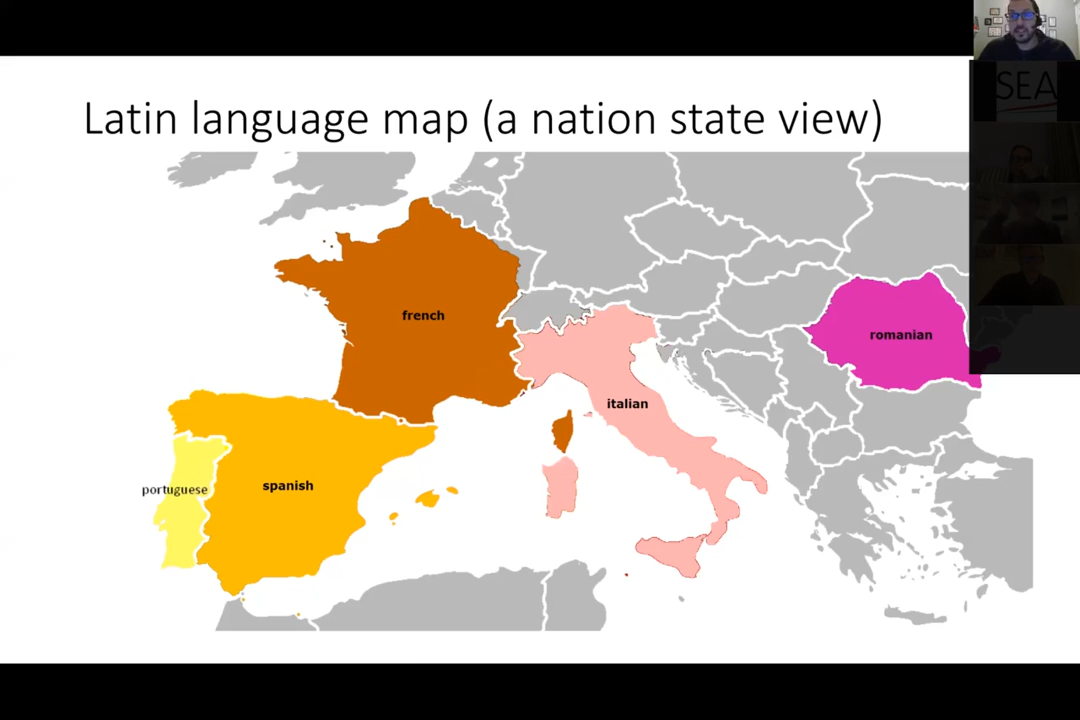 Latin language map (a nation state view)
SEA
french
romanian
italian
spanish
portuguese